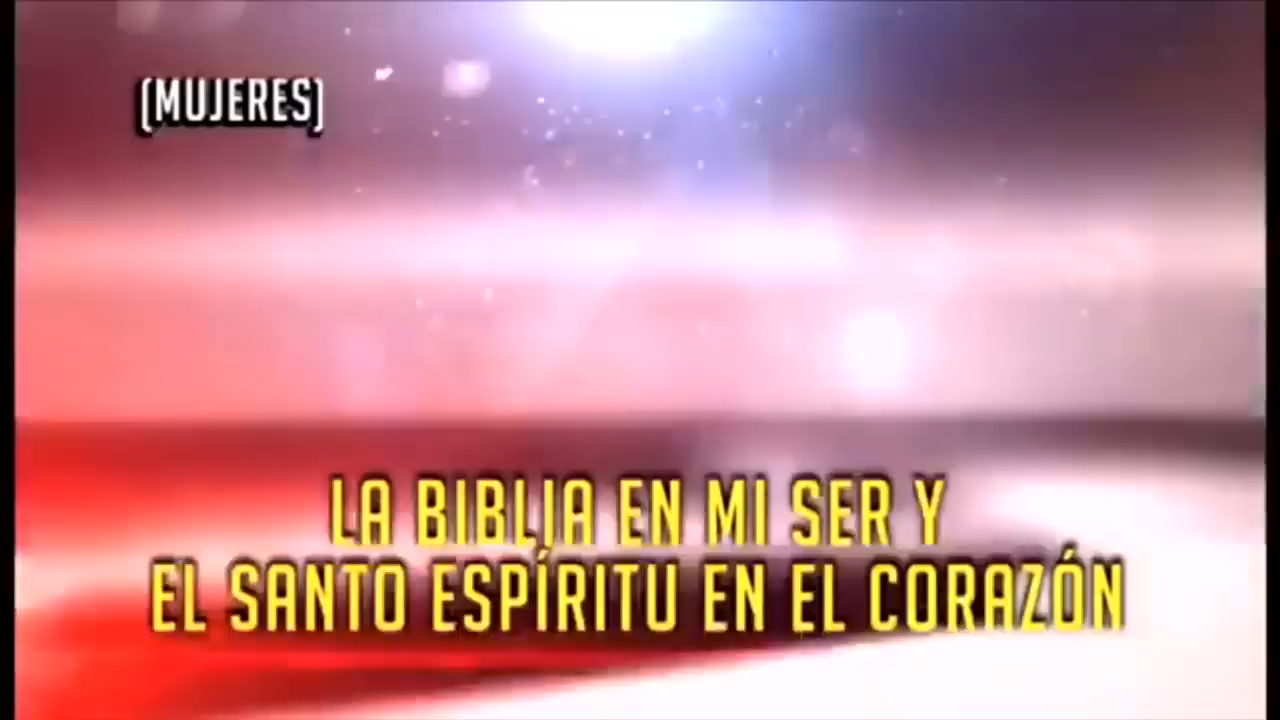 (MUJERES)
LA BIBLIA EN MI SER Y
EL SANTO ESPÍRITU EN EL CORAZÓN